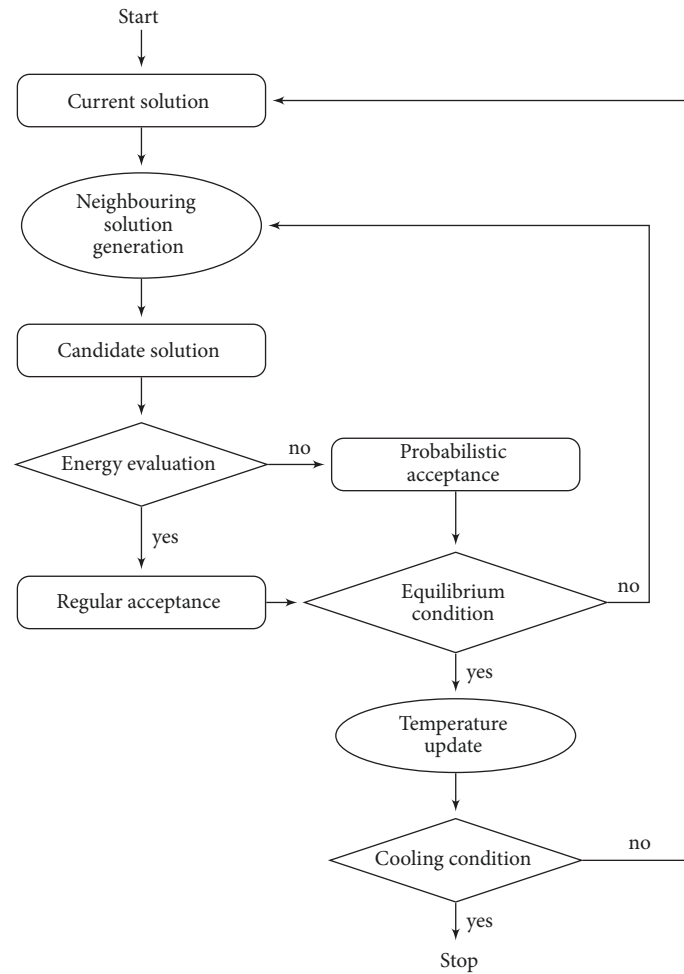 Start
Current solution
Neighbouring
solution
generation
Candidate solution
Energy evaluation
no
Probabilistic
acceptance
yes
Regular acceptance
Equilibrium
condition
no
yes
Temperature
update
Cooling condition
no
yes
Stop